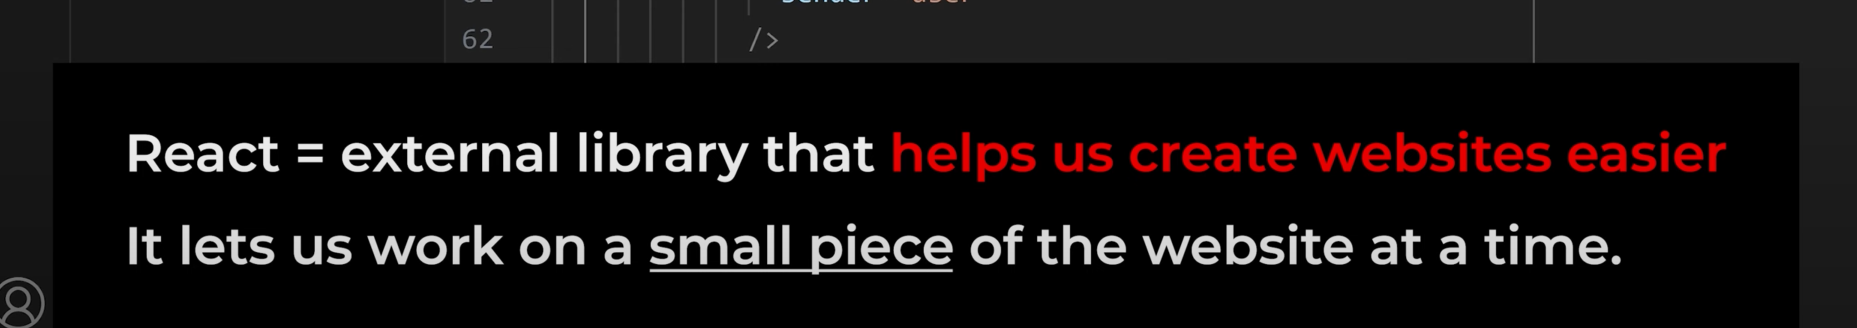 62 />
React = external library that helps us create websites easier
It lets us work on a small piece of the website at a time.